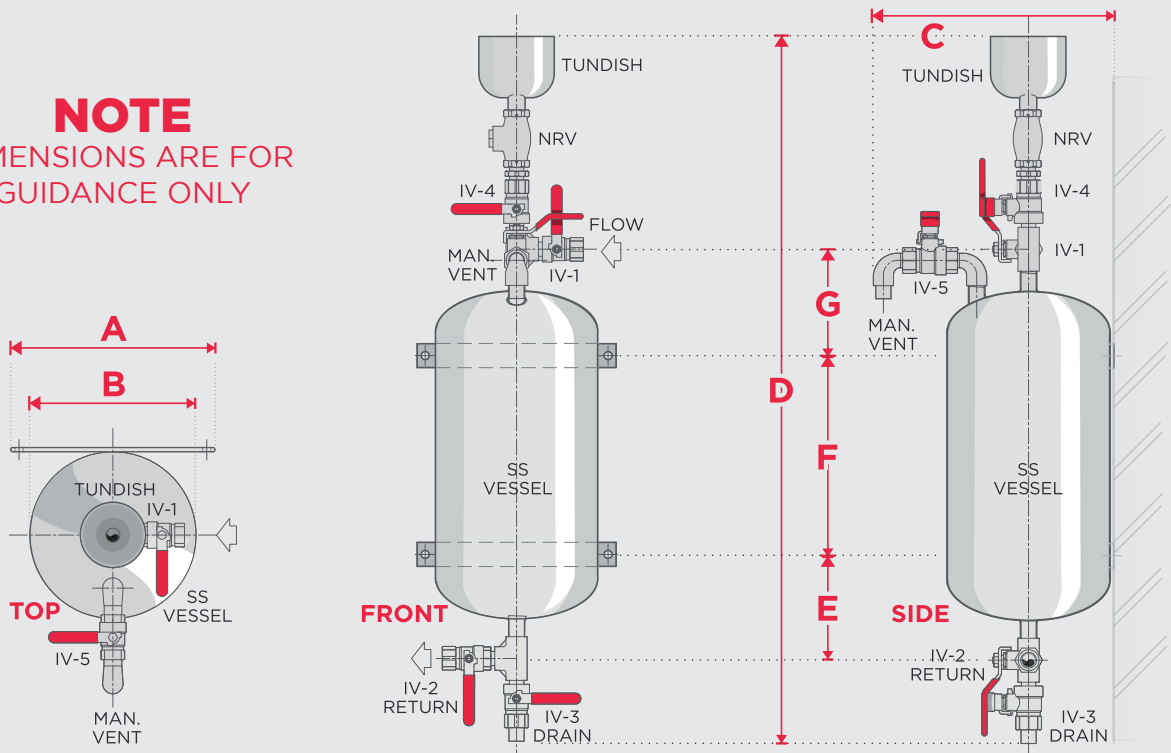 NOTE
MENSIONS ARE FOR
GUIDANCE ONLY
A
B
TUNDISH
IV-1
SS
VESSEL
TOP
IV-5
MAN.
VENT
TUNDISH
NRV
IV-4
FLOW
MAN.
VENT
IV-1
SS
VESSEL
FRONT
IV-2
RETURN
IV-3
DRAIN
D
C
TUNDISH
NRV
IV-4
IV-1
IV-5
MAN.
VENT
G
F
E
SS
VESSEL
SIDE
IV-2
RETURN
IV-3
DRAIN